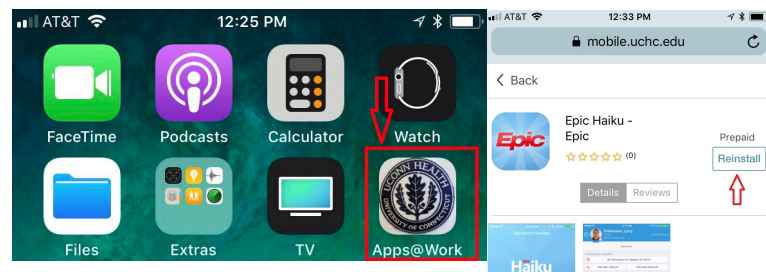 AT&T 12:25 PM
FaceTime Podcasts Calculator Watch
UCONN HEALTH
UNIVERSITY OF CONNECTICUT
Files Extras TV Apps@Work
AT&T 12:33 PM
mobile.uchc.edu
Back
Epic
Epic Haiku -
Epic
(0)
Prepaid
Reinstall
Details Reviews
Haiku